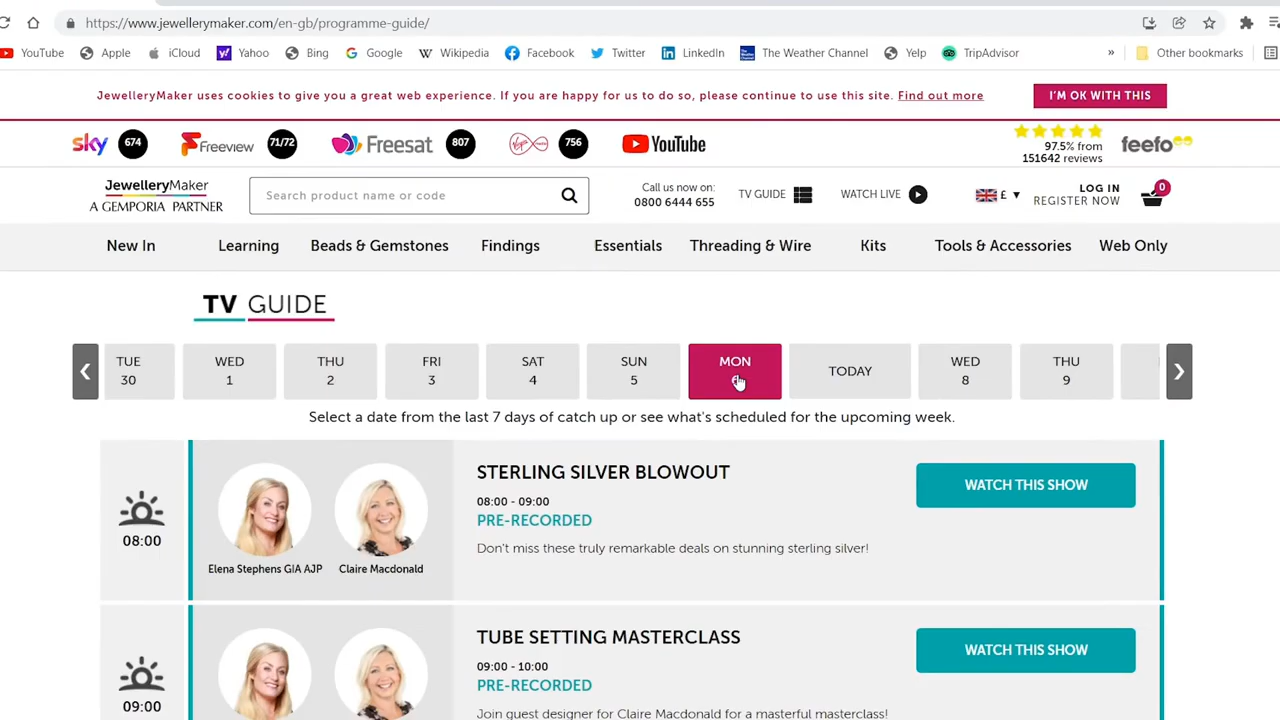 https://www.jewellerymaker.com/en-gb/programme-guide/
YouTube Apple iCloud Yahoo Bing Google Wikipedia Facebook Twitter LinkedIn The Weather Channel Yelp TripAdvisor » Other bookmarks
JewelleryMaker uses cookies to give you a great web experience. If you are happy for us to do so, please continue to use this site. Find out more
I'M OK WITH THIS
sky 674 Freeview 71/72 freesat 807 756 YouTube
97.5% from
151642 reviews
feefo
JewelleryMaker
A GEMPORIA PARTNER
Search product name or code
Call us now on:
0800 6444 655
TV GUIDE
WATCH LIVE
£ ▼
LOG IN
REGISTER NOW
0
New In Learning Beads & Gemstones Findings Essentials Threading & Wire Kits Tools & Accessories Web Only
TV GUIDE
TUE WED THU FRI SAT SUN MON TODAY WED THU
30 1 2 3 4 5 8 9
Select a date from the last 7 days of catch up or see what's scheduled for the upcoming week.
08:00
Elena Stephens GIA AJP
Claire Macdonald
STERLING SILVER BLOWOUT
08:00 - 09:00
PRE-RECORDED
Don't miss these truly remarkable deals on stunning sterling silver!
WATCH THIS SHOW
09:00
TUBE SETTING MASTERCLASS
09:00 - 10:00
PRE-RECORDED
Join guest designer for Claire Macdonald for a masterful masterclass!
WATCH THIS SHOW